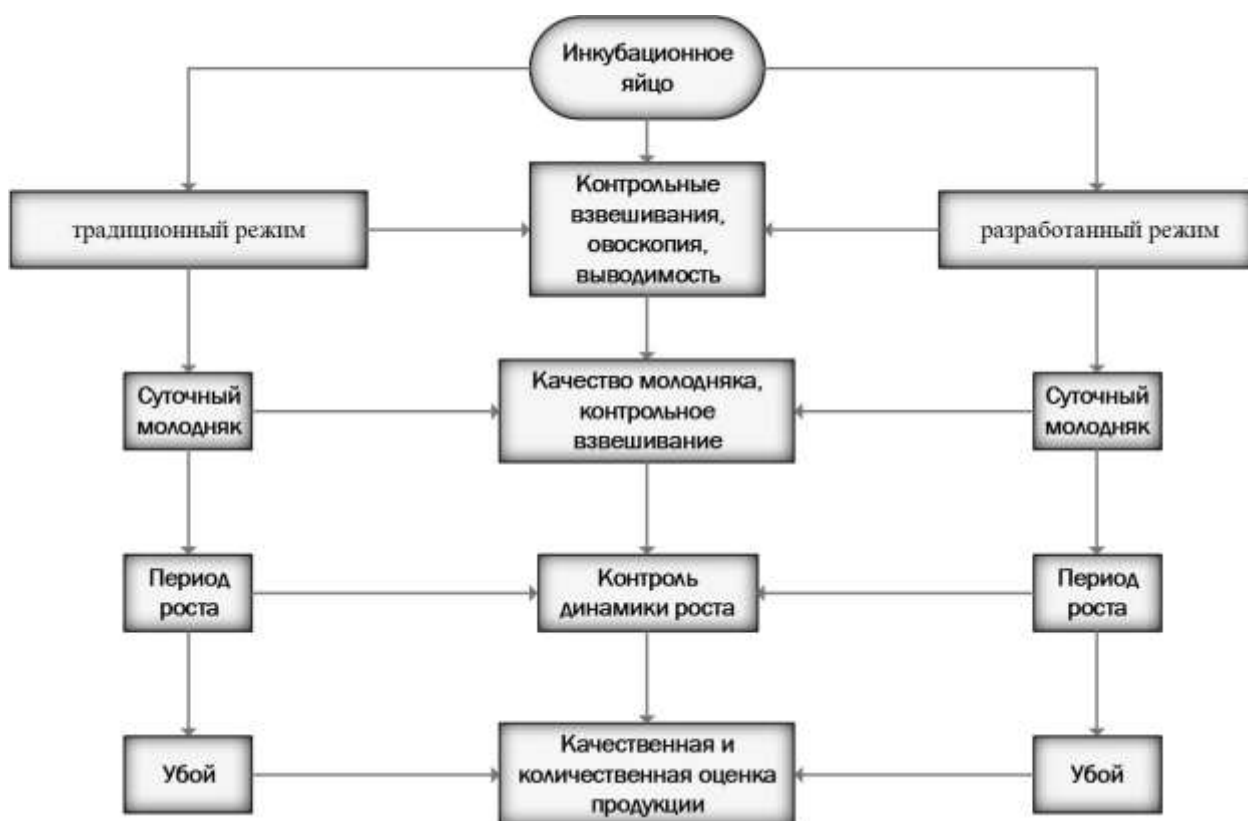 Инкубационное
яйцо
традиционный режим
Контрольные
взвешивания,
овоскопия,
выводимость
разработанный режим
Суточный
молодняк
Качество молодняка,
контрольное
взвешивание
Суточный
молодняк
Период
роста
Контроль
динамики роста
Период
роста
Убой
Качественная и
количественная оценка
продукции
Убой